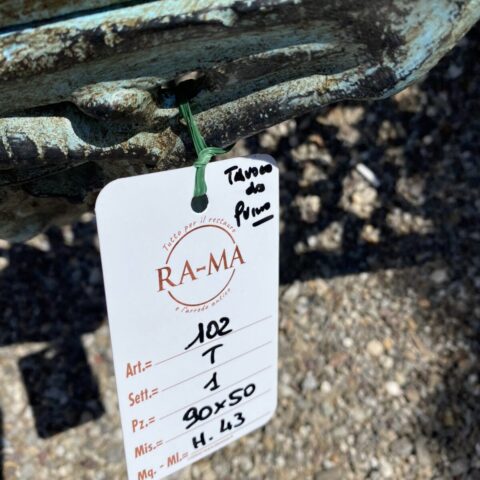 TAVOLO
da
PRIMO
Tutto per il restauro
RA-MA
e l'arredo antico
Art.= 102
Sett.= T
Pz.= 1
Mis.= 90x50
Mq. - Ml.= H. 43